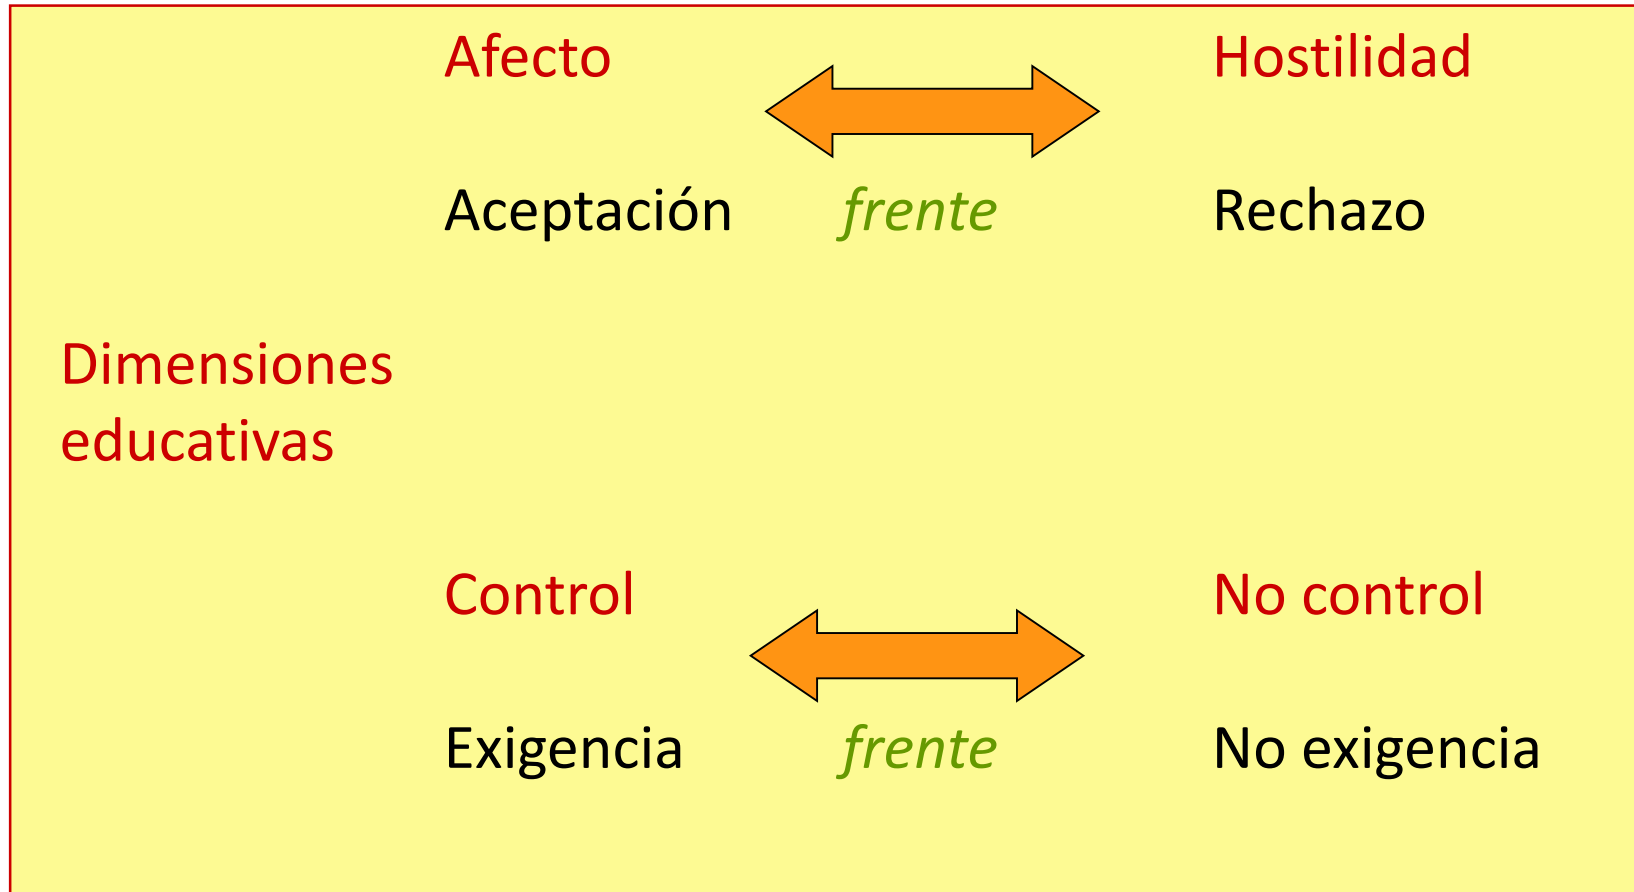 Afecto Hostilidad
Aceptación frente Rechazo
Dimensiones
educativas
Control No control
Exigencia frente No exigencia